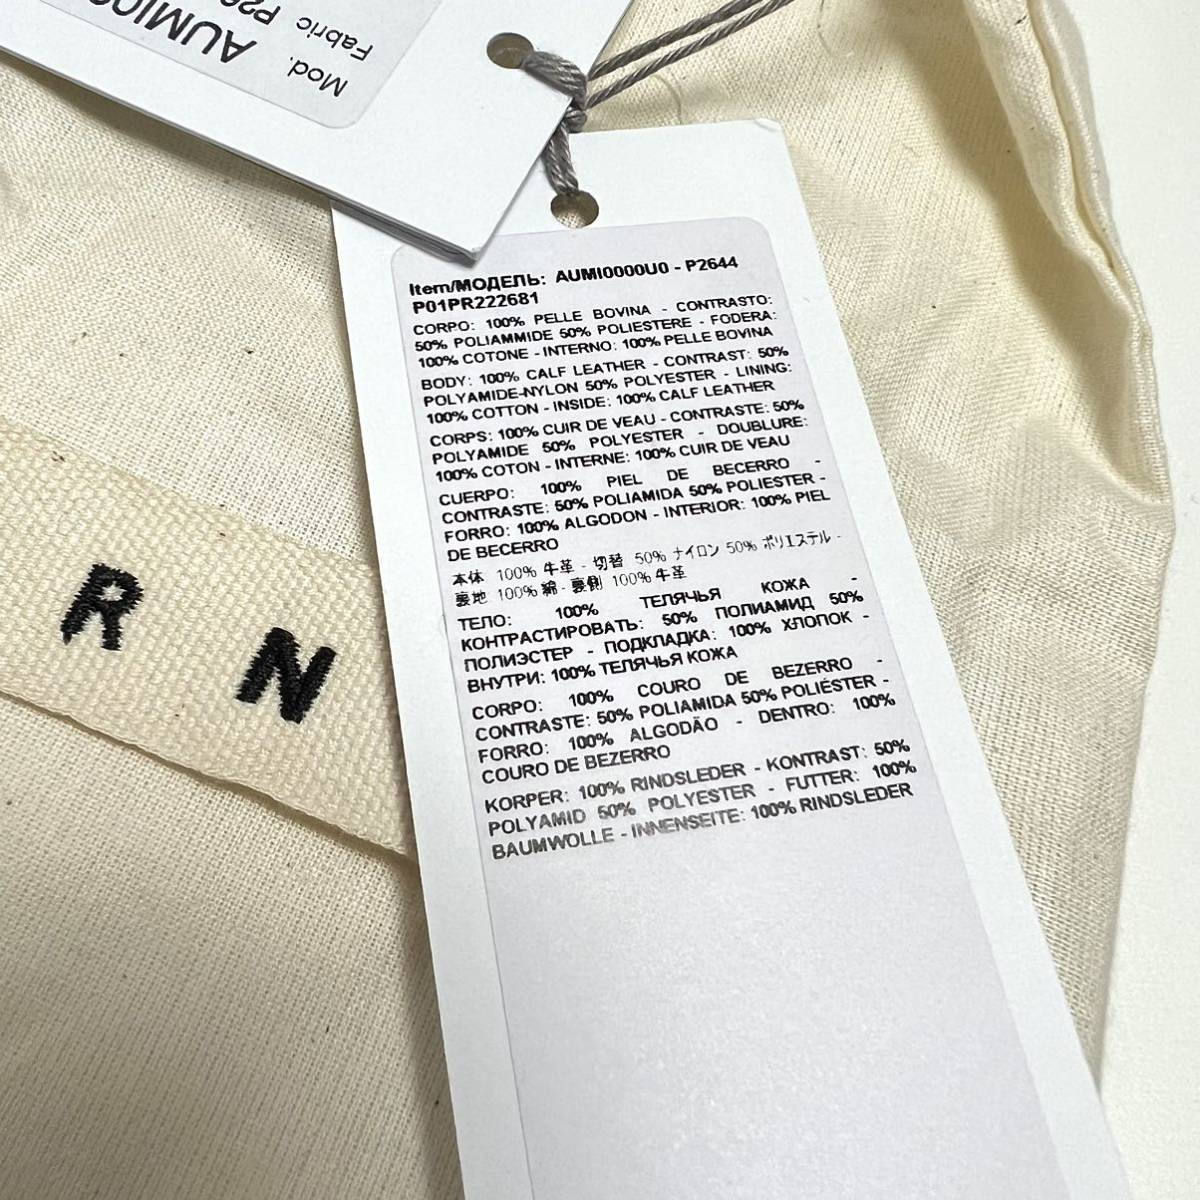 Mod.
AUMI0
Fabric P26
R N
Item/МОДЕЛЬ: AUMI0000U0 - P2644
P01PR222681
CORPO: 100% PELLE BOVINA - CONTRASTO:
50% POLIAMMIDE 50% POLIESTERE - FODERA:
100% COTONE - INTERNO: 100% PELLE BOVINA
BODY: 100% CALF LEATHER - CONTRAST: 50%
POLYAMIDE-NYLON 50% POLYESTER - LINING:
100% COTTON - INSIDE: 100% CALF LEATHER
CORPS: 100% CUIR DE VEAU - CONTRASTE: 50%
POLYAMIDE 50% POLYESTER - DOUBLURE:
100% COTON - INTERNE: 100% CUIR DE VEAU
CUERPO: 100% PIEL DE BECERRO -
CONTRASTE: 50% POLIAMIDA 50% POLIESTER -
FORRO: 100% ALGODON - INTERIOR: 100% PIEL
DE BECERRO
本体 100% 牛革 - 切替 50% ナイロン 50% ポリエステル -
裏地 100% 綿 - 裏側 100% 牛革
ТЕЛО: 100% ТЕЛЯЧЬЯ КОЖА -
КОНТРАСТИРОВАТЬ: 50% ПОЛИАМИД 50%
ПОЛИЭСТЕР - ПОДКЛАДКА: 100% ХЛОПОК -
ВНУТРИ: 100% ТЕЛЯЧЬЯ КОЖА
CORPO: 100% COURO DE BEZERRO -
CONTRASTE: 50% POLIAMIDA 50% POLIÉSTER -
FORRO: 100% ALGODÃO - DENTRO: 100%
COURO DE BEZERRO
KORPER: 100% RINDSLEDER - KONTRAST: 50%
POLYAMID 50% POLYESTER - FUTTER: 100%
BAUMWOLLE - INNENSEITE: 100% RINDSLEDER